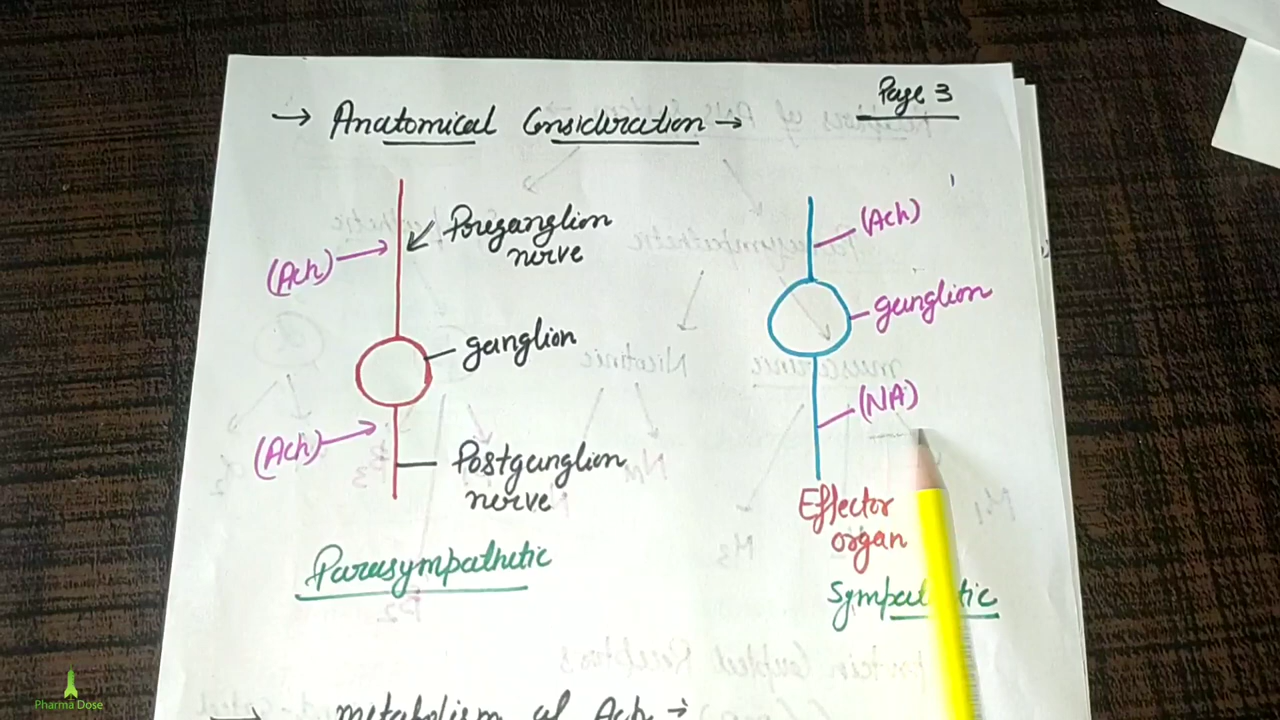 Page 3
→ Anatomical Consideration →
Preganglion
nerve
(Ach)
ganglion
(Ach)
Postganglion
nerve
Parasympathetic
(Ach)
ganglion
(NA)
Effector
organ
Sympathetic
→ metabolism of Ach →
Pharma Dose